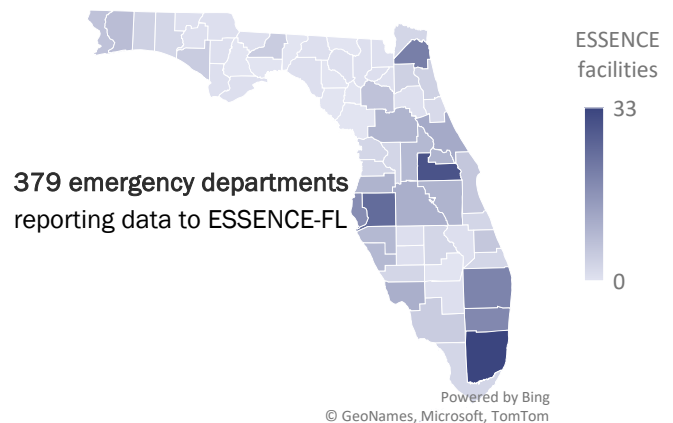 ESSENCE
facilities
33
379 emergency departments
reporting data to ESSENCE-FL
0
Powered by Bing
© GeoNames, Microsoft, TomTom